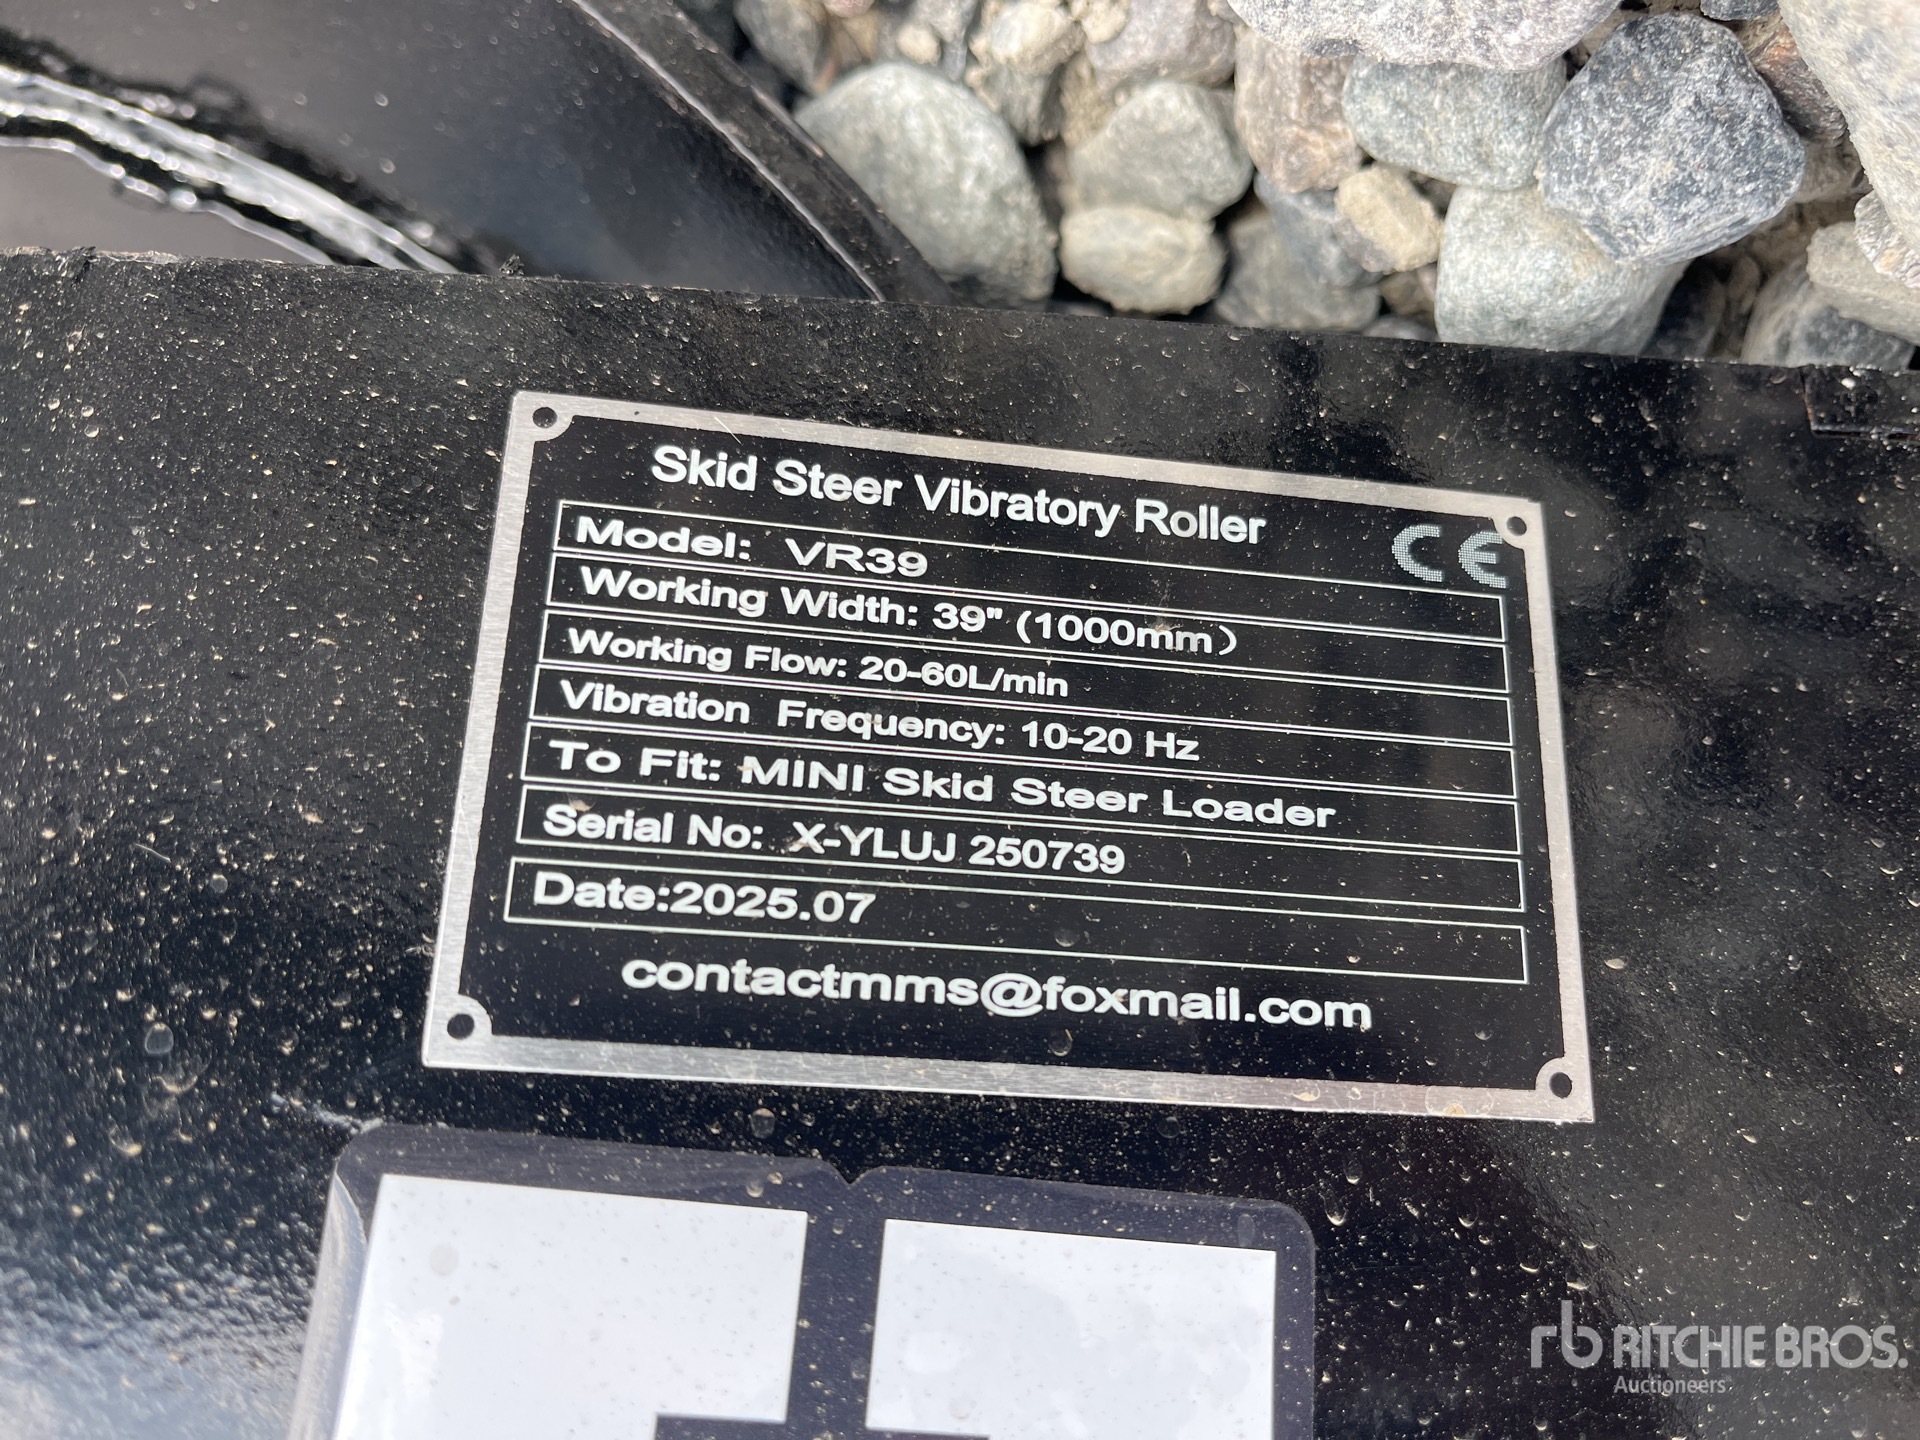 Skid Steer Vibratory Roller
CE
Model: VR39
Working Width: 39" (1000mm）
Working Flow: 20-60L/min
Vibration Frequency: 10-20 Hz
To Fit: MINI Skid Steer Loader
Serial No: X-YLUJ 250739
Date:2025.07
contactmms@foxmail.com
rb RITCHIE BROS.
Auctioneers